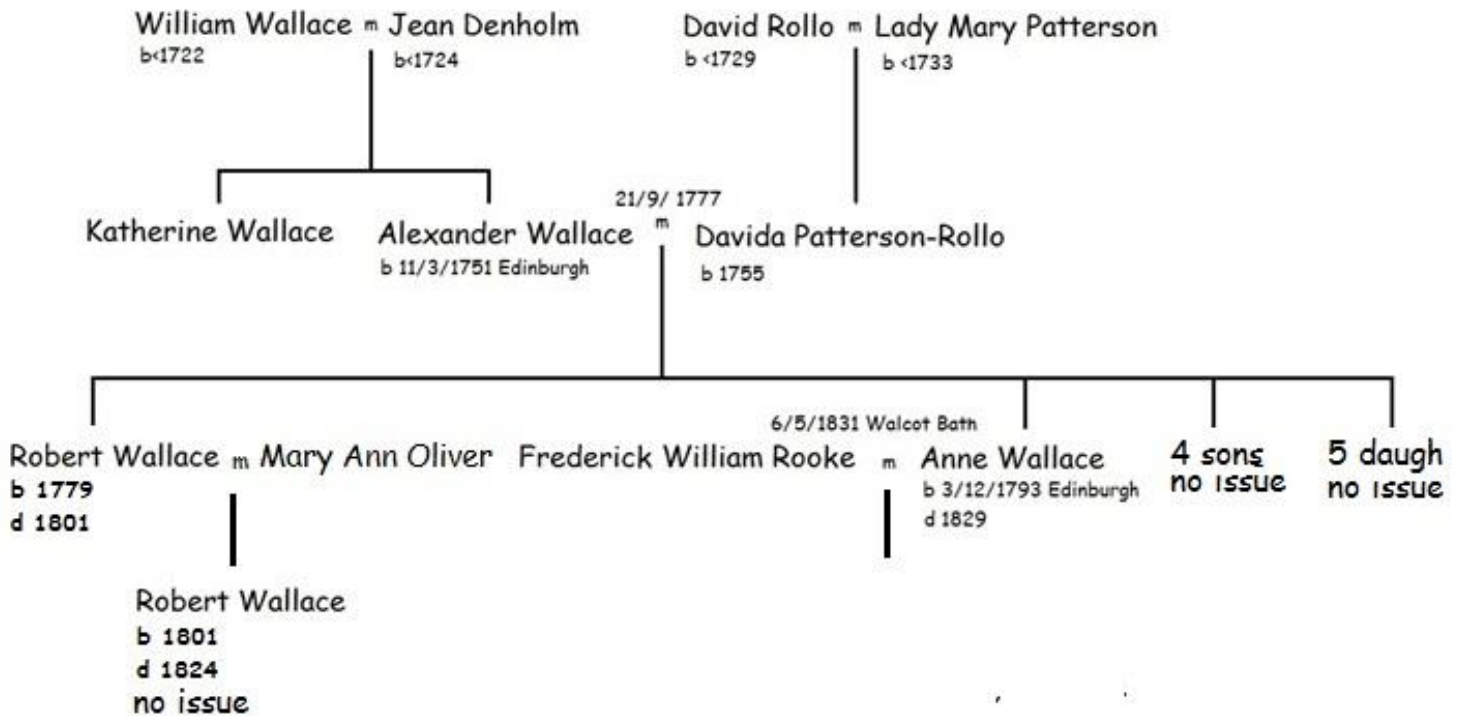 William Wallace m Jean Denholm David Rollo m Lady Mary Patterson
b<1722 b<1724 b <1729 b <1733
21/9/ 1777
Katherine Wallace Alexander Wallace m Davida Patterson-Rollo
b 11/3/1751 Edinburgh b 1755
6/5/1831 Walcot Bath
Robert Wallace m Mary Ann Oliver Frederick William Rooke m Anne Wallace 4 sons 5 daugh
b 1779 b 3/12/1793 Edinburgh no issue no issue
d 1801 d 1829
Robert Wallace
b 1801
d 1824
no issue